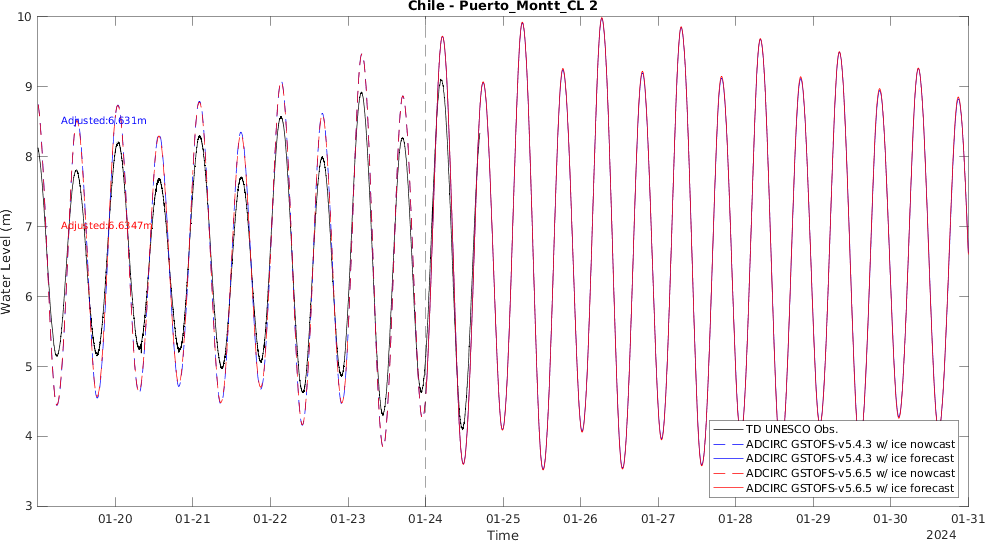 Chile - Puerto_Montt_CL 2
10
9
8
7
6
5
4
3
Water Level (m)
Adjusted:6.631m
Adjusted:6.6347m
TD UNESCO Obs.
ADCIRC GSTOFS-v5.4.3 w/ ice nowcast
ADCIRC GSTOFS-v5.4.3 w/ ice forecast
ADCIRC GSTOFS-v5.6.5 w/ ice nowcast
ADCIRC GSTOFS-v5.6.5 w/ ice forecast
01-20 01-21 01-22 01-23 01-24 01-25 01-26 01-27 01-28 01-29 01-30 01-31
Time
2024